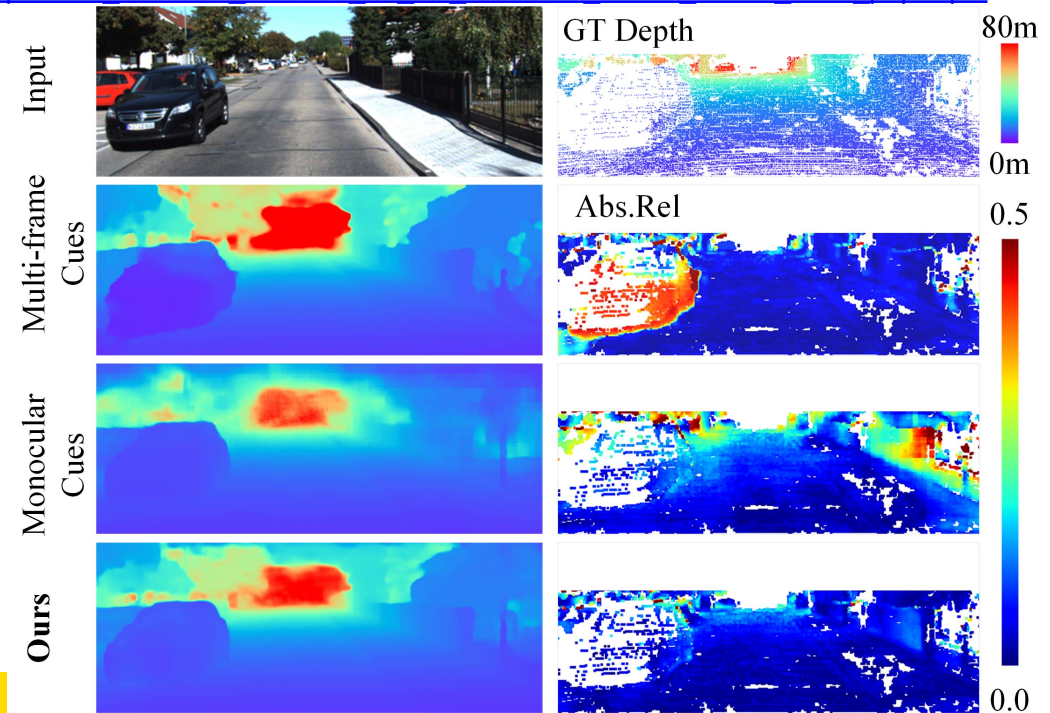 Input
GT Depth
80m
0m
Multi-frame
Cues
Abs.Rel
0.5
Monocular
Cues
Ours
0.0